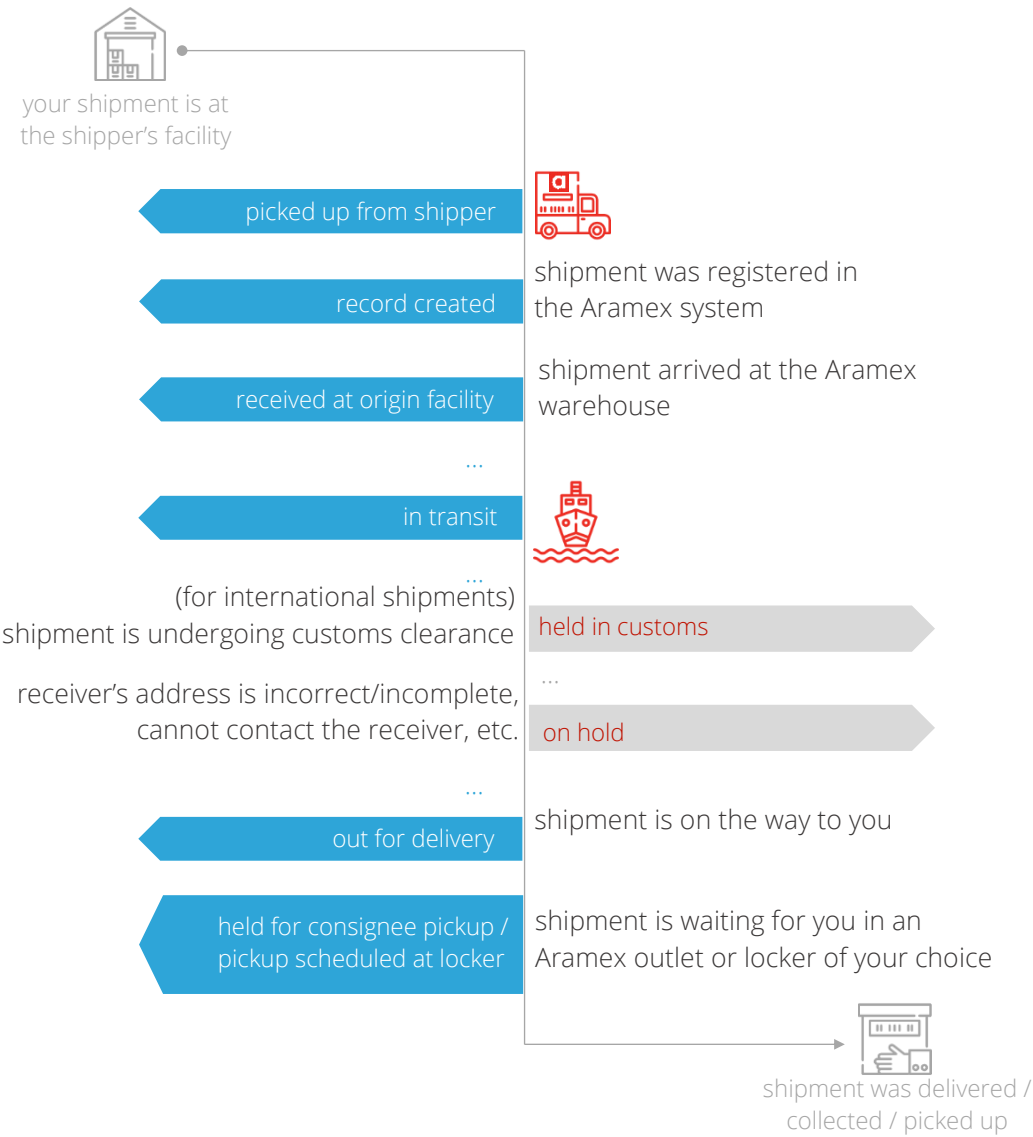 your shipment is at
the shipper's facility
picked up from shipper
a
shipment was registered in
the Aramex system
record created
shipment arrived at the Aramex
warehouse
received at origin facility
...
in transit
...
(for international shipments)
shipment is undergoing customs clearance
held in customs
...
receiver's address is incorrect/incomplete,
cannot contact the receiver, etc.
on hold
...
out for delivery
shipment is on the way to you
held for consignee pickup /
pickup scheduled at locker
shipment is waiting for you in an
Aramex outlet or locker of your choice
shipment was delivered /
collected / picked up